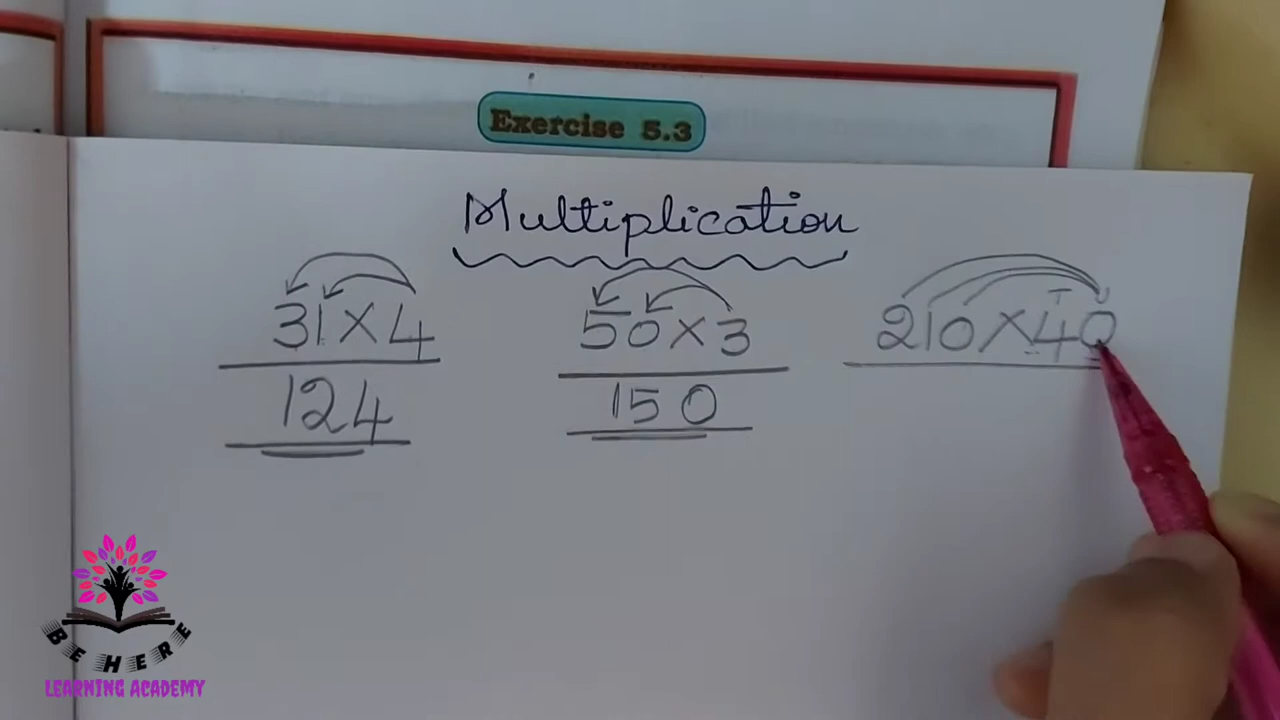 Exercise 5.3
Multiplication
31×4
124
50×3
150
T
210×40
BE HERE
LEARNING ACADEMY